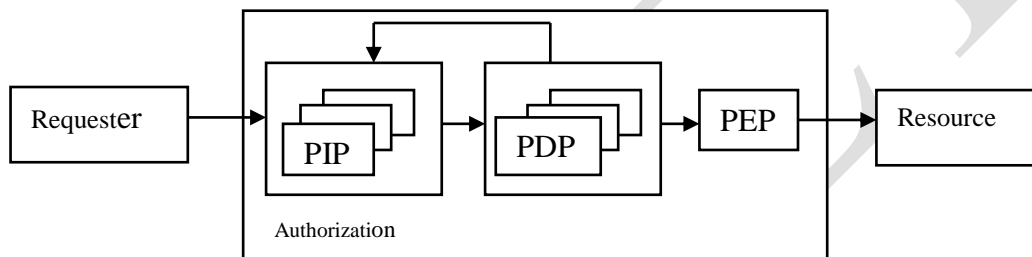 Requester
PIP
PDP
PEP
Resource
Authorization